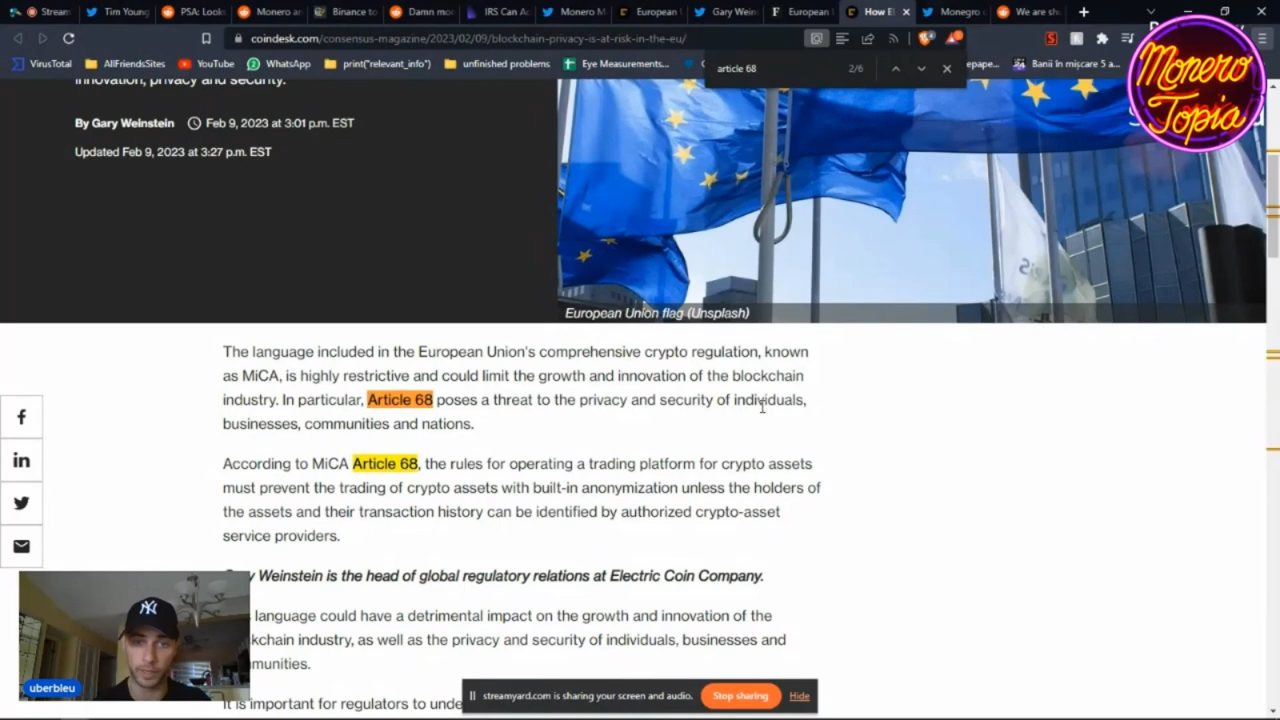 Stream
Tim Young
PSA: Look
Monero ar
Binance to
Damn mo
IRS Can Ac
Monero M
European
Gary Wein
European
How E
Monegro
We are sh
coindesk.com/consensus-magazine/2023/02/09/blockchain-privacy-is-at-risk-in-the-eu/
VirusTotal
AllFriendsSites
YouTube
WhatsApp
print("relevant_info")
unfinished problems
Eye Measurements...
epape...
Banii în mișcare 5 a...
article 68
2/6
Monero
Topia
innovation, privacy and security.
By Gary Weinstein
Feb 9, 2023 at 3:01 p.m. EST
Updated Feb 9, 2023 at 3:27 p.m. EST
European Union flag (Unsplash)
The language included in the European Union's comprehensive crypto regulation, known
as MiCA, is highly restrictive and could limit the growth and innovation of the blockchain
industry. In particular, Article 68 poses a threat to the privacy and security of individuals,
businesses, communities and nations.
According to MiCA Article 68, the rules for operating a trading platform for crypto assets
must prevent the trading of crypto assets with built-in anonymization unless the holders of
the assets and their transaction history can be identified by authorized crypto-asset
service providers.
y Weinstein is the head of global regulatory relations at Electric Coin Company.
language could have a detrimental impact on the growth and innovation of the
kchain industry, as well as the privacy and security of individuals, businesses and
munities.
It is important for regulators to unde
NY
uberbleu
streamyard.com is sharing your screen and audio.
Stop sharing
Hide